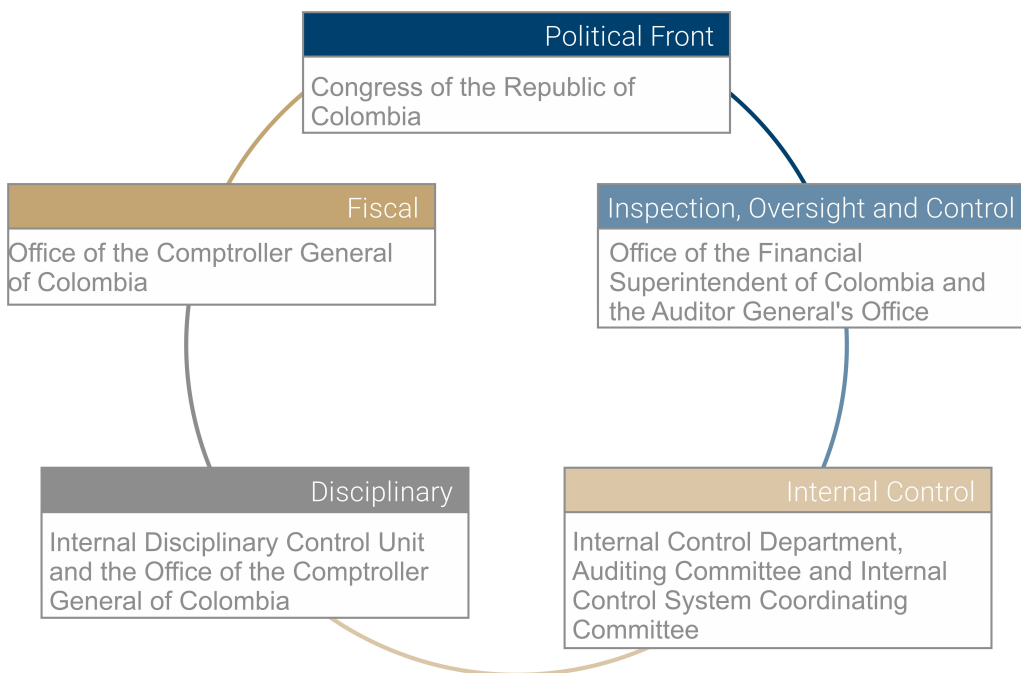 Political Front
Congress of the Republic of
Colombia
Fiscal
Office of the Comptroller General
of Colombia
Inspection, Oversight and Control
Office of the Financial
Superintendent of Colombia and
the Auditor General's Office
Disciplinary
Internal Disciplinary Control Unit
and the Office of the Comptroller
General of Colombia
Internal Control
Internal Control Department,
Auditing Committee and Internal
Control System Coordinating
Committee